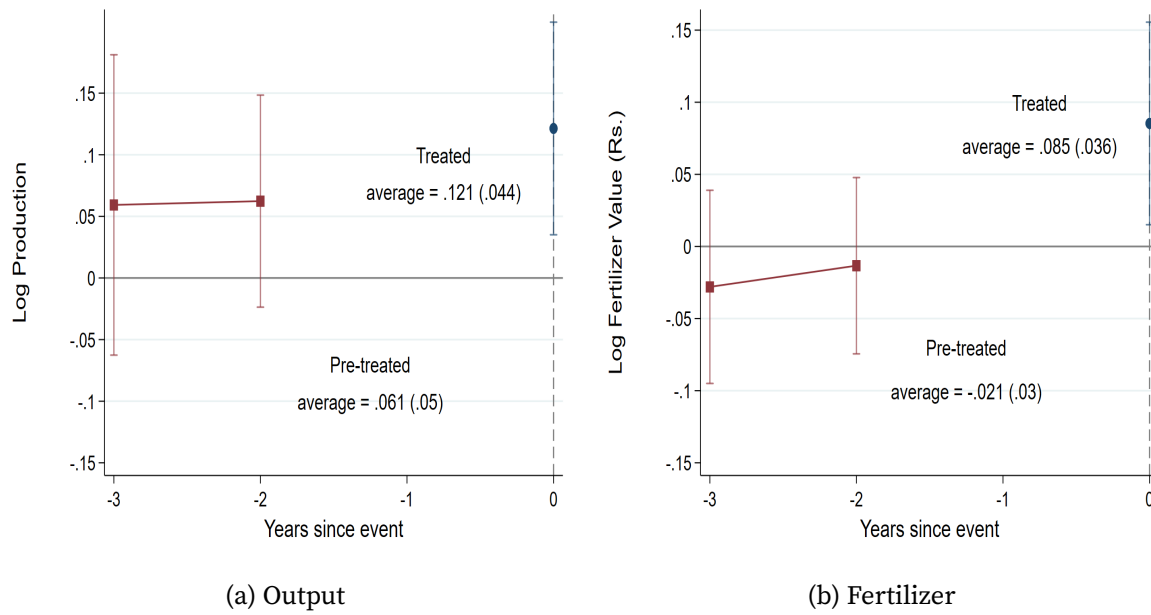 Log Production
.15
.1
.05
0
-.05
-.1
-.15
Treated
average = .121 (.044)
Pre-treated
average = .061 (.05)
-3
-2
-1
0
Years since event
(a) Output
Log Fertilizer Value (Rs.)
.15
.1
.05
0
-.05
-.1
-.15
Treated
average = .085 (.036)
Pre-treated
average = -.021 (.03)
-3
-2
-1
0
Years since event
(b) Fertilizer